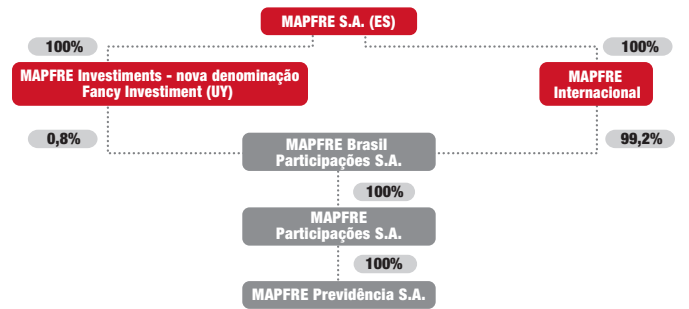 MAPFRE S.A. (ES)
100%
100%
MAPFRE Investiments - nova denominação
Fancy Investiment (UY)
MAPFRE
Internacional
0,8%
99,2%
MAPFRE Brasil
Participações S.A.
100%
MAPFRE
Participações S.A.
100%
MAPFRE Previdência S.A.